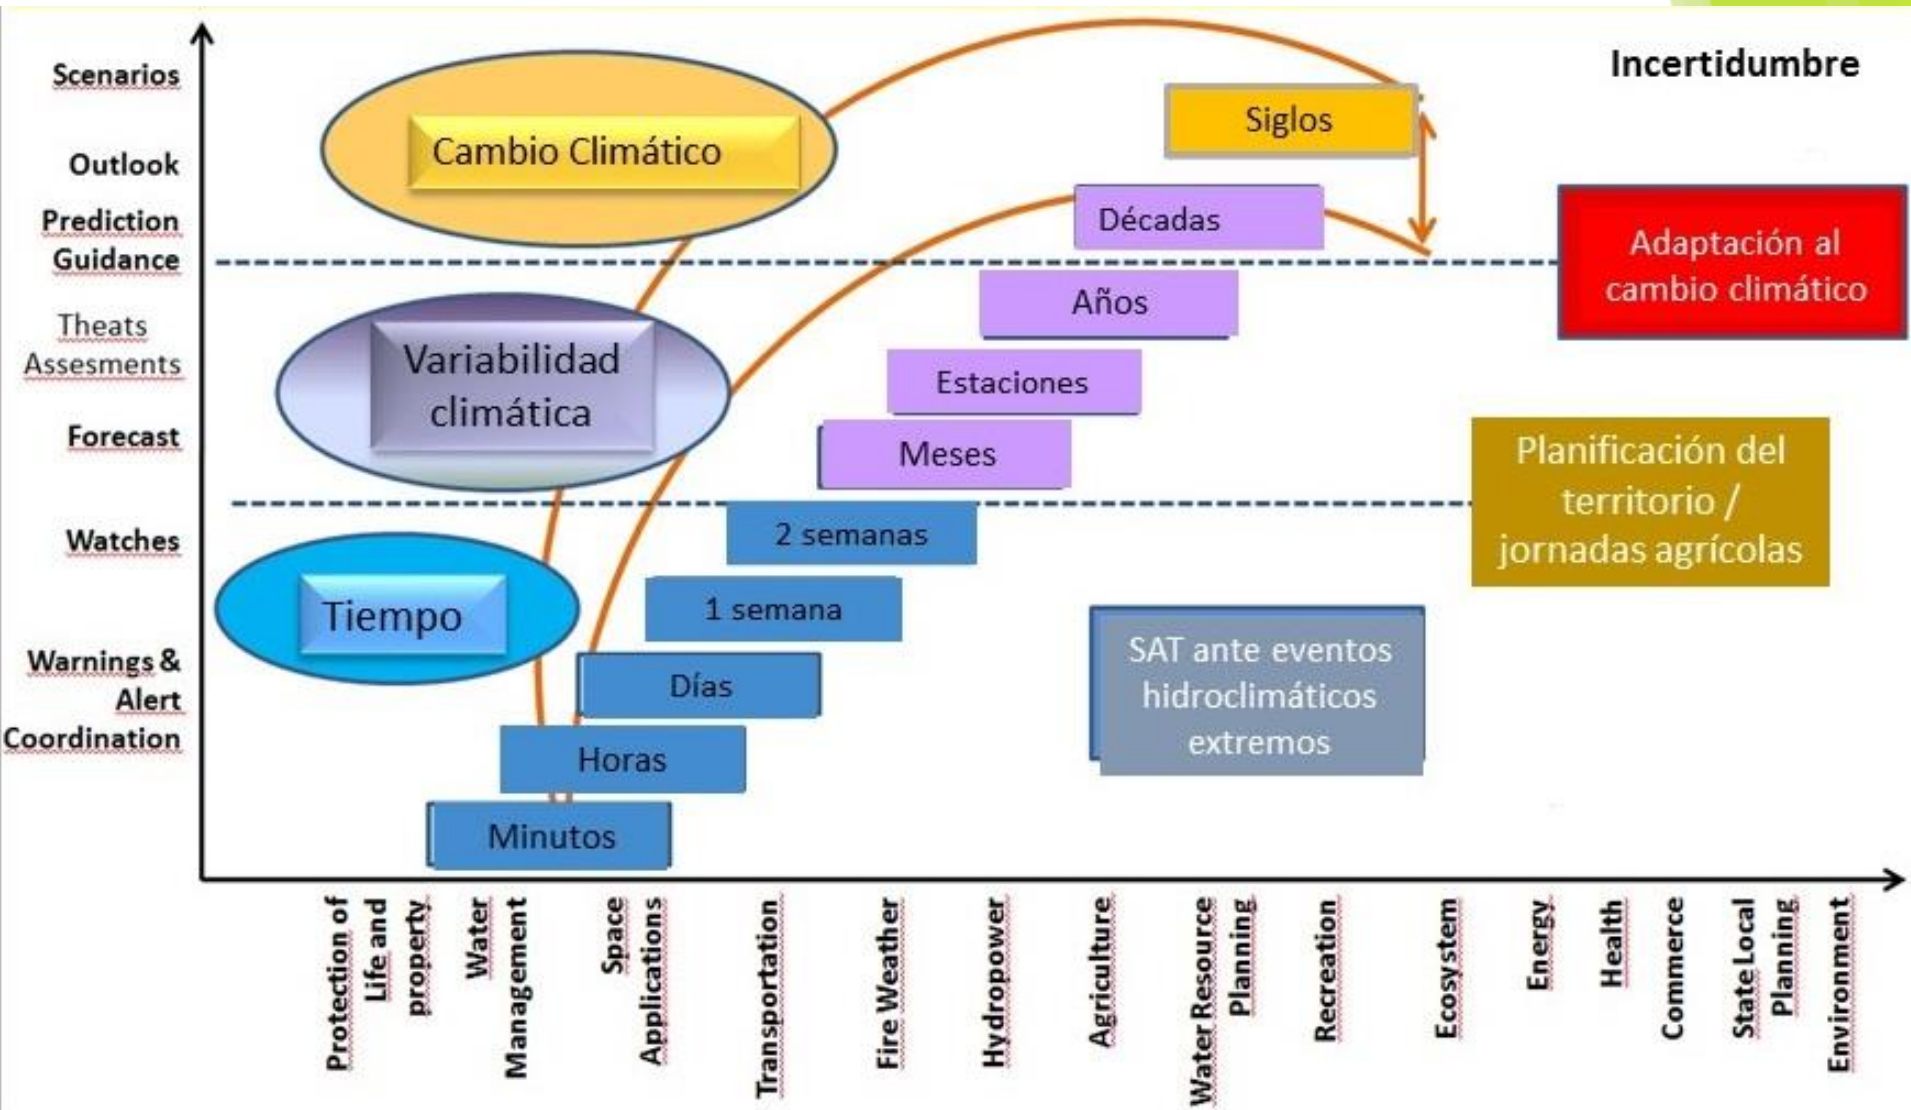 Scenarios
Outlook
Prediction
Guidance
Theats
Assesments
Forecast
Watches
Warnings &
Alert
Coordination
Incertidumbre
Cambio Climático
Siglos
Décadas
Adaptación al
cambio climático
Años
Variabilidad
climática
Estaciones
Meses
Planificación del
territorio /
jornadas agrícolas
2 semanas
Tiempo
1 semana
SAT ante eventos
hidroclimáticos
extremos
Días
Horas
Minutos
Protection of
Life and
property
Water
Management
Space
Applications
Transportation
Fire Weather
Hydropower
Agriculture
Water Resource
Planning
Recreation
Ecosystem
Energy
Health
Commerce
State Local
Planning
Environment